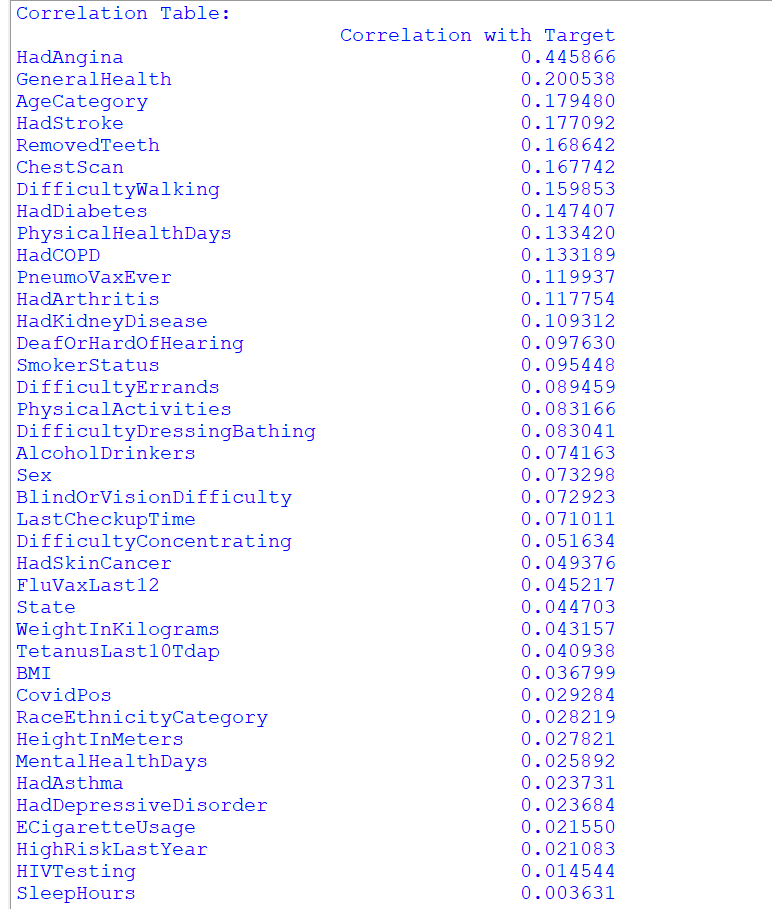 Correlation Table:
Correlation with Target
HadAngina 0.445866
GeneralHealth 0.200538
AgeCategory 0.179480
HadStroke 0.177092
RemovedTeeth 0.168642
ChestScan 0.167742
DifficultyWalking 0.159853
HadDiabetes 0.147407
PhysicalHealthDays 0.133420
HadCOPD 0.133189
PneumoVaxEver 0.119937
HadArthritis 0.117754
HadKidneyDisease 0.109312
DeafOrHardOfHearing 0.097630
SmokerStatus 0.095448
DifficultyErrands 0.089459
PhysicalActivities 0.083166
DifficultyDressingBathing 0.083041
AlcoholDrinkers 0.074163
Sex 0.073298
BlindOrVisionDifficulty 0.072923
LastCheckupTime 0.071011
DifficultyConcentrating 0.051634
HadSkinCancer 0.049376
FluVaxLast12 0.045217
State 0.044703
WeightInKilograms 0.043157
TetanusLast10Tdap 0.040938
BMI 0.036799
CovidPos 0.029284
RaceEthnicityCategory 0.028219
HeightInMeters 0.027821
MentalHealthDays 0.025892
HadAsthma 0.023731
HadDepressiveDisorder 0.023684
ECigaretteUsage 0.021550
HighRiskLastYear 0.021083
HIVTesting 0.014544
SleepHours 0.003631